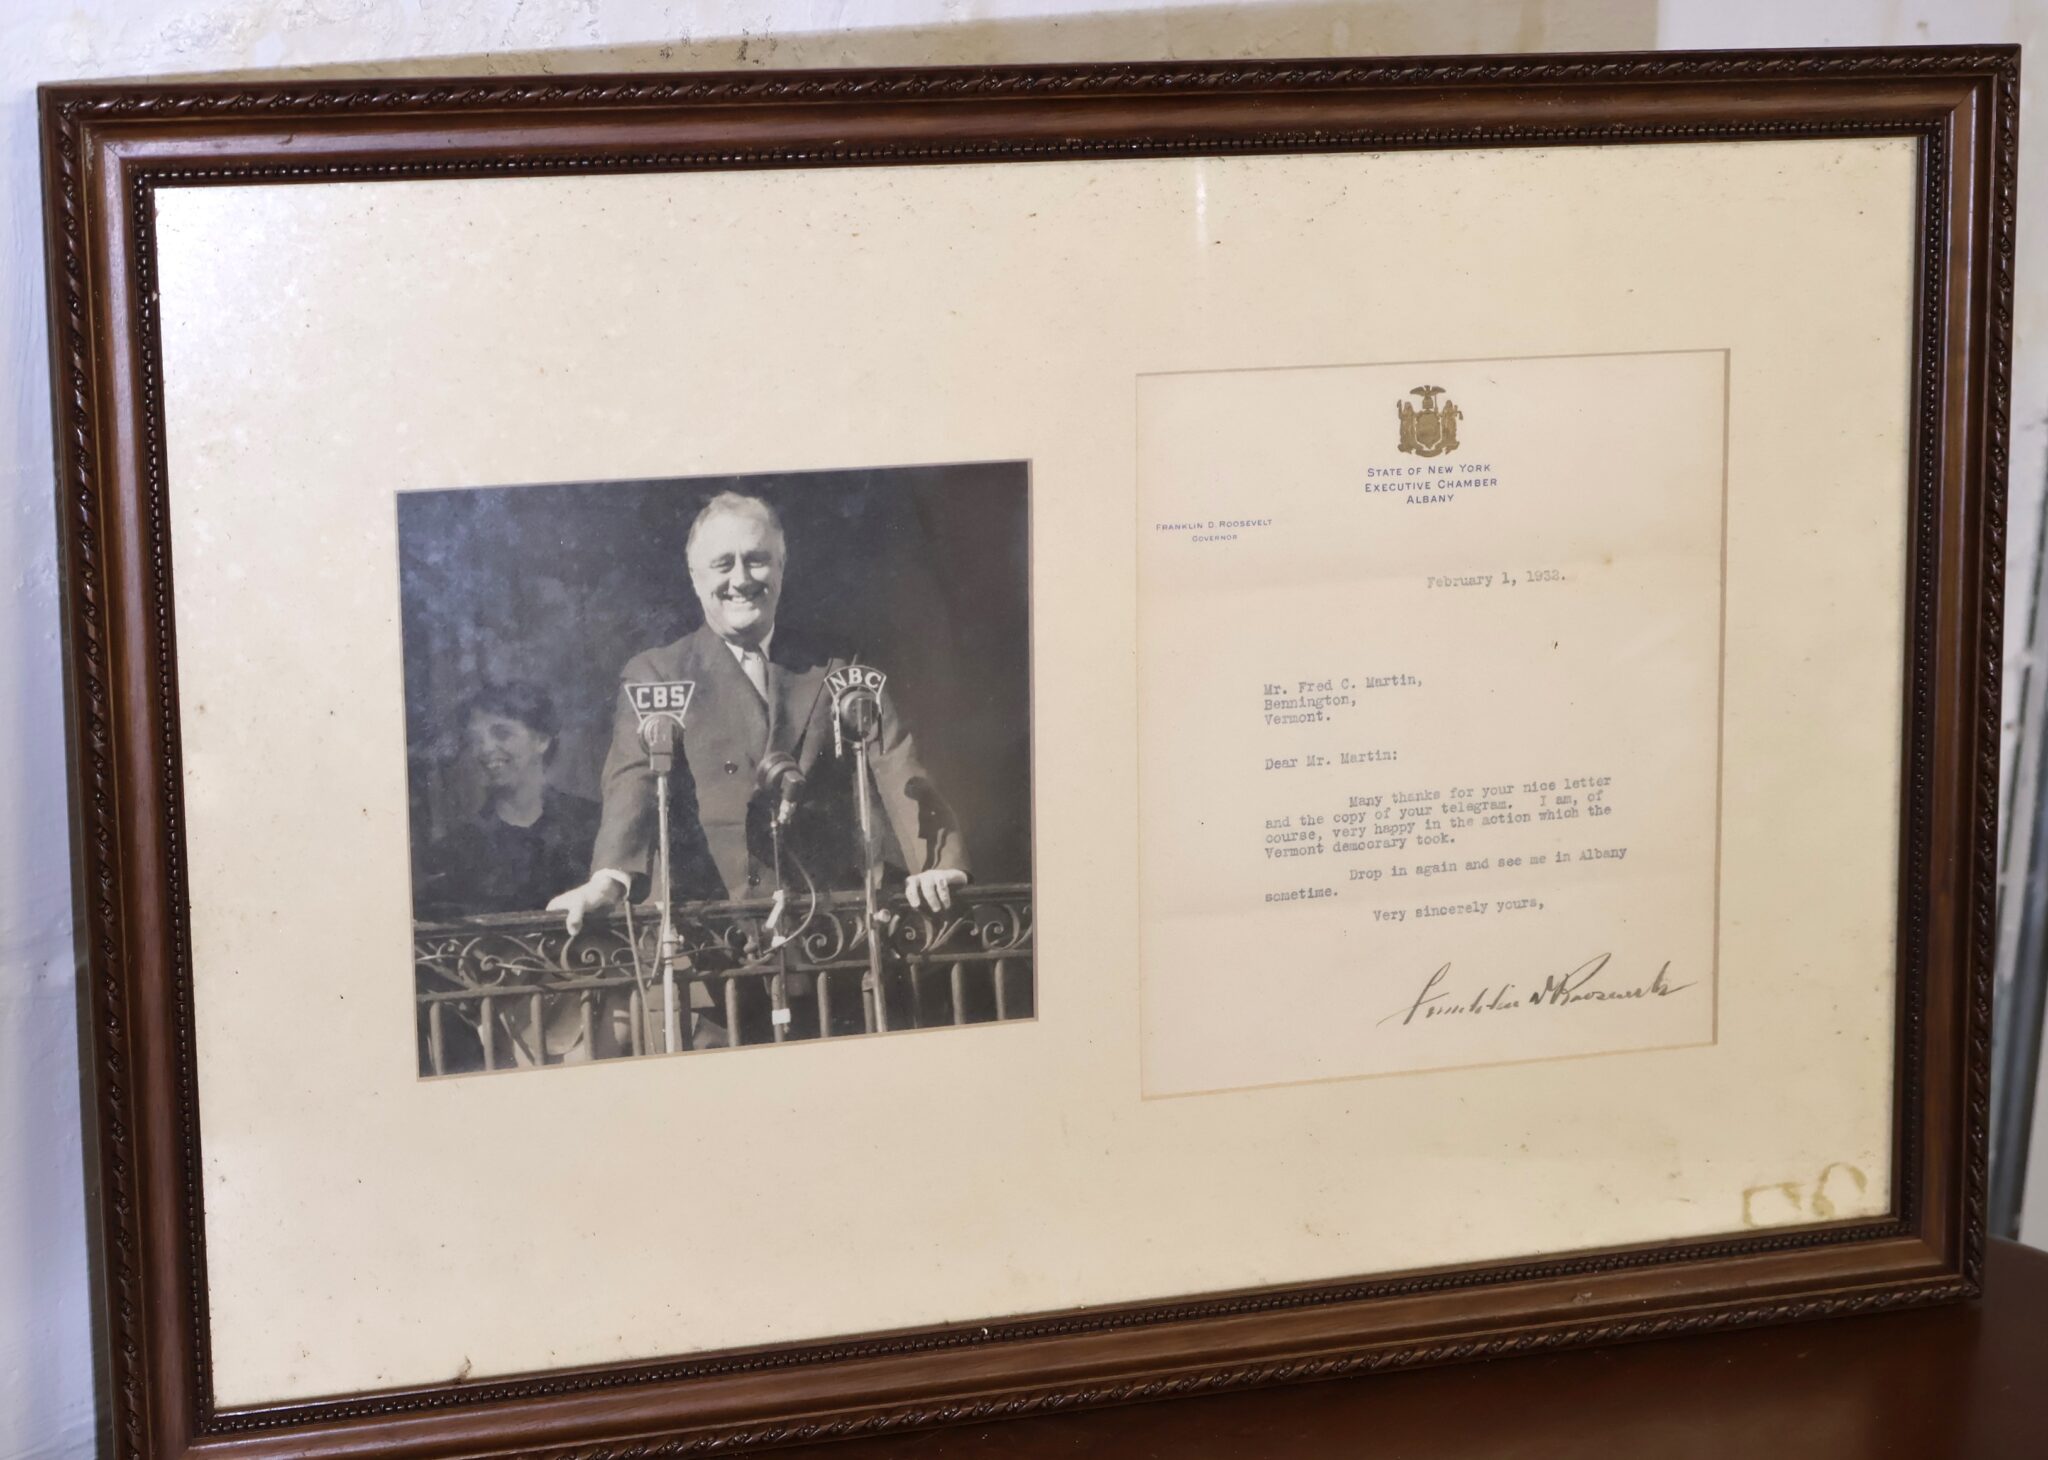 CBS
NBC
STATE OF NEW YORK
EXECUTIVE CHAMBER
ALBANY
FRANKLIN D. ROOSEVELT
GOVERNOR
February 1, 1932.
Mr. Fred C. Martin,
Bennington,
Vermont.
Dear Mr. Martin:
Many thanks for your nice letter
and the copy of your telegram. I am, of
course, very happy in the action which the
Vermont democrary took.
Drop in again and see me in Albany
sometime.
Very sincerely yours,
Franklin D Roosevelt